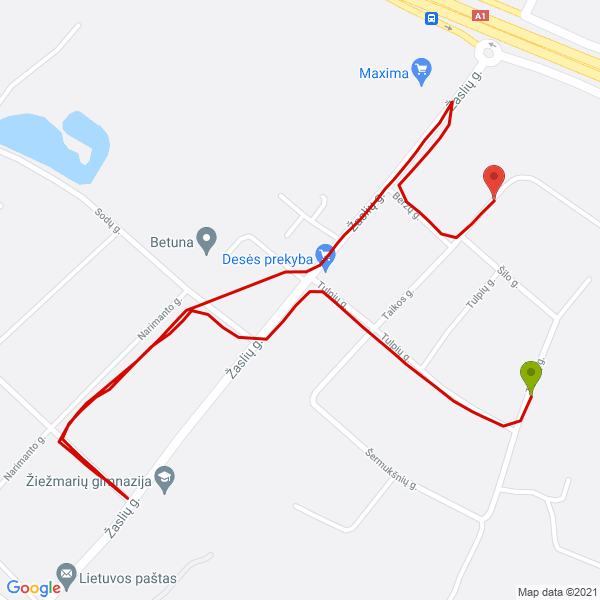 A1
Maxima
Žaslių g.
Žaslių g.
Beržų g.
Sodų g.
Betuna
Desės prekyba
Šilo g.
Tulpių g.
Taikos g.
Tulpių g.
Narimanto g.
Tulpių g.
Žaslių g.
g.
Narimanto g.
Šermukšnių g.
Žiežmarių gimnazija
Žaslių g.
Lietuvos paštas
Google
Map data ©2021